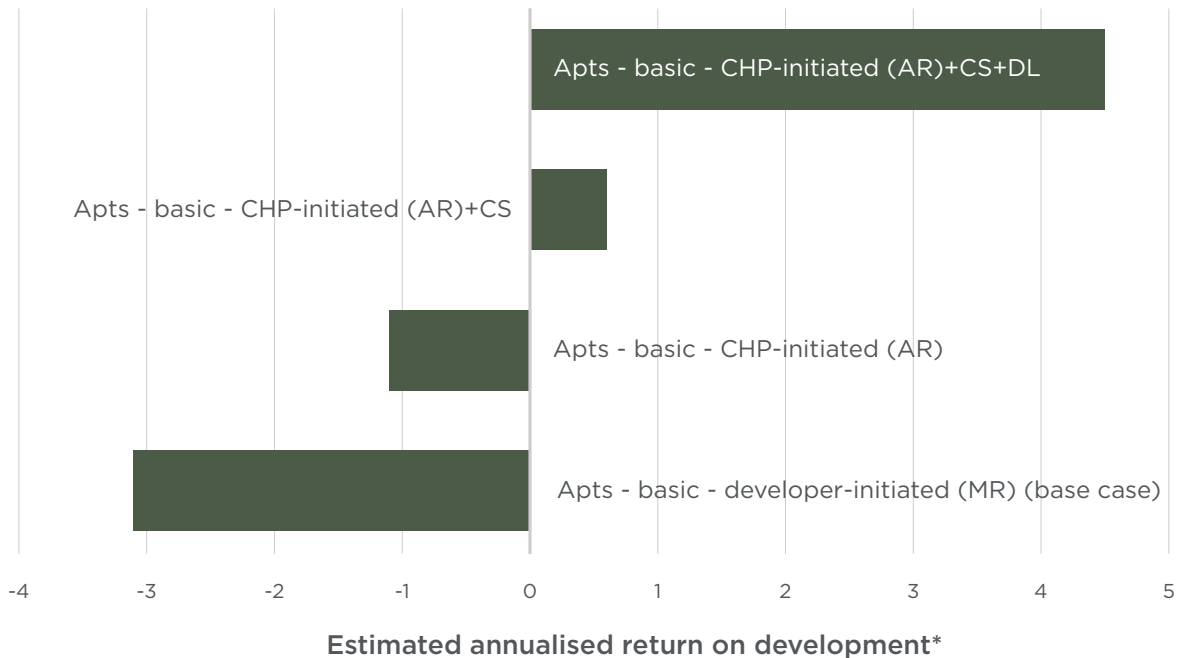 Apts - basic - CHP-initiated (AR)+CS+DL
Apts - basic - CHP-initiated (AR)+CS
Apts - basic - CHP-initiated (AR)
Apts - basic - developer-initiated (MR) (base case)
-4 -3 -2 -1 0 1 2 3 4 5
Estimated annualised return on development*